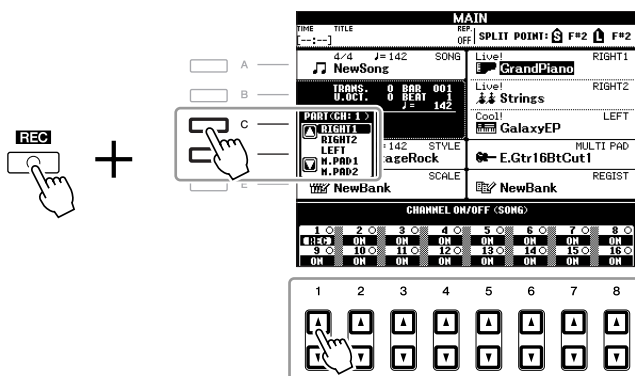 MAIN
TIME TITLE REP.
[--:--] OFF SPLIT POINT: S F#2 L F#2
4/4 ♩=142 SONG
NewSong
Live! RIGHT1
GrandPiano
TRANS. 0 BAR 001
U.OCT. 0 BEAT 1
♩= 142
Live! RIGHT2
Strings
Cool! LEFT
GalaxyEP
A
B
C
E
REC
+
PART(CH: 1 )
RIGHT1
RIGHT2
LEFT
M.PAD1
M.PAD2
142 STYLE
tageRock
MULTI PAD
E.Gtr16BtCut1
SCALE
NewBank
REGIST
NewBank
CHANNEL ON/OFF (SONG)
1 2 3 4 5 6 7 8
REC ON ON ON ON ON ON ON
9 10 11 12 13 14 15 16
ON ON ON ON ON ON ON ON
1 2 3 4 5 6 7 8